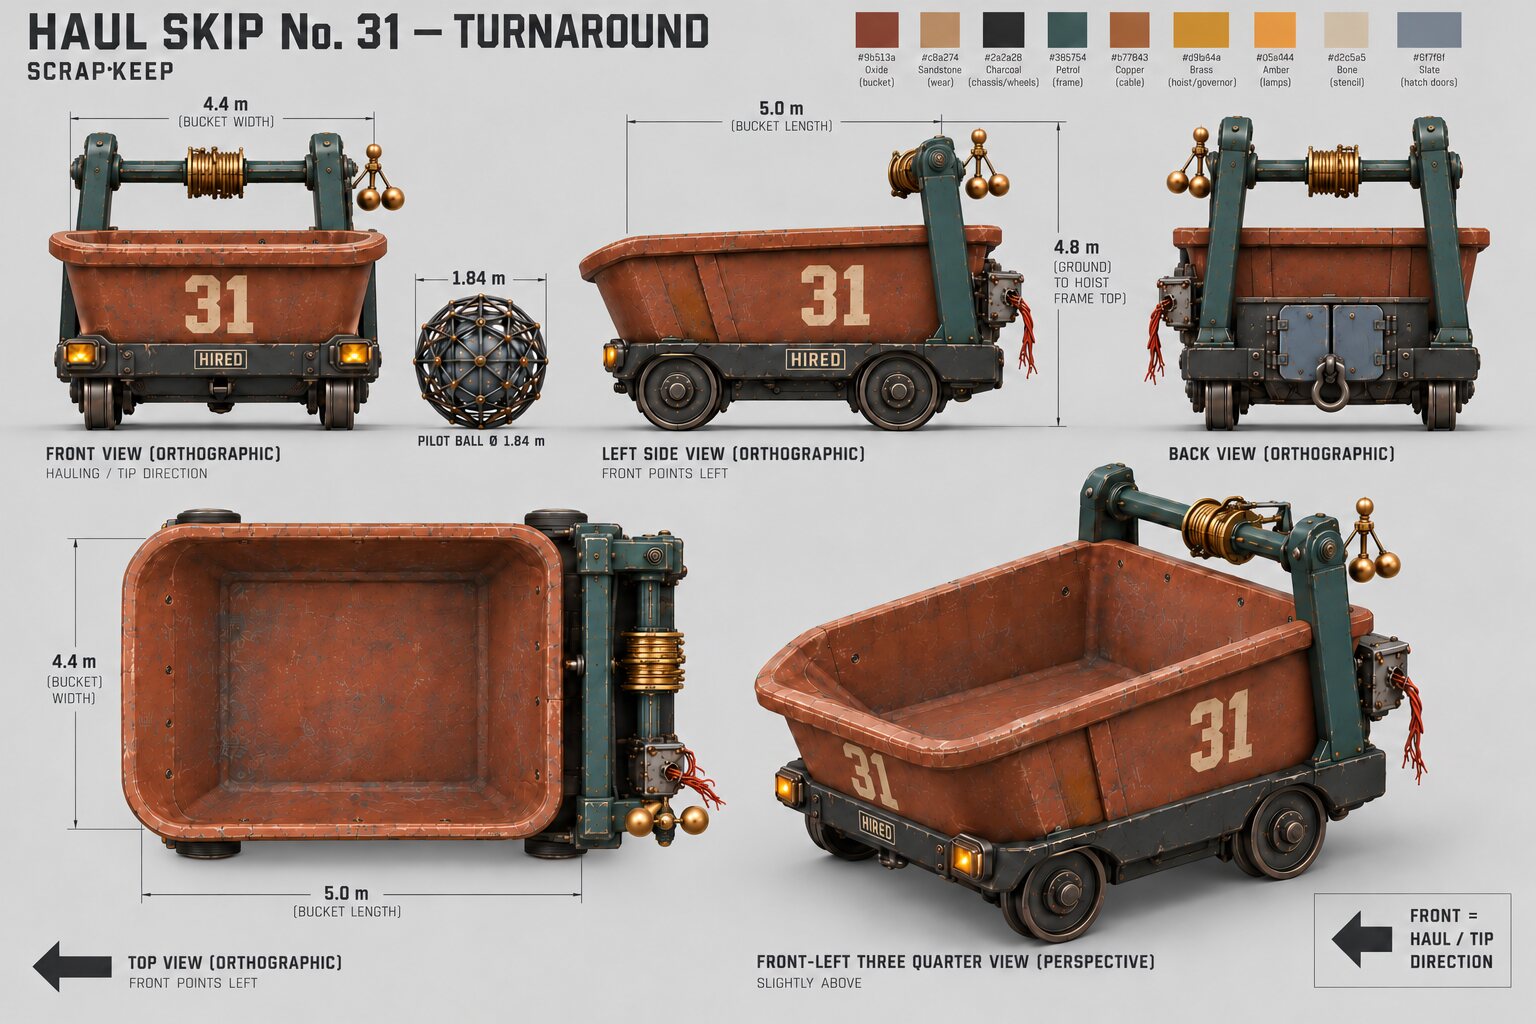 HAUL SKIP No. 31 — TURNAROUND
SCRAP·KEEP
#9b513a
Oxide
(bucket)
#c8a274
Sandstone
(wear)
#2a2a28
Charcoal
(chassis/wheels)
#385754
Petrol
(frame)
#b77843
Copper
(cable)
#d9b64a
Brass
(hoist/governor)
Amber
(lamps)
#d2c5a5
Bone
(stencil)
Slate
(hatch doors)
4.4 m
(BUCKET WIDTH)
31
HIRED
1.84 m
PILOT BALL Ø 1.84 m
FRONT VIEW (ORTHOGRAPHIC)
HAULING / TIP DIRECTION
5.0 m
(BUCKET LENGTH)
31
HIRED
4.8 m
(GROUND)
TO HOIST
FRAME TOP)
LEFT SIDE VIEW (ORTHOGRAPHIC)
FRONT POINTS LEFT
BACK VIEW (ORTHOGRAPHIC)
4.4 m
(BUCKET)
WIDTH)
5.0 m
(BUCKET LENGTH)
TOP VIEW (ORTHOGRAPHIC)
FRONT POINTS LEFT
31
31
HIRED
FRONT-LEFT THREE QUARTER VIEW (PERSPECTIVE)
SLIGHTLY ABOVE
FRONT =
HAUL / TIP
DIRECTION